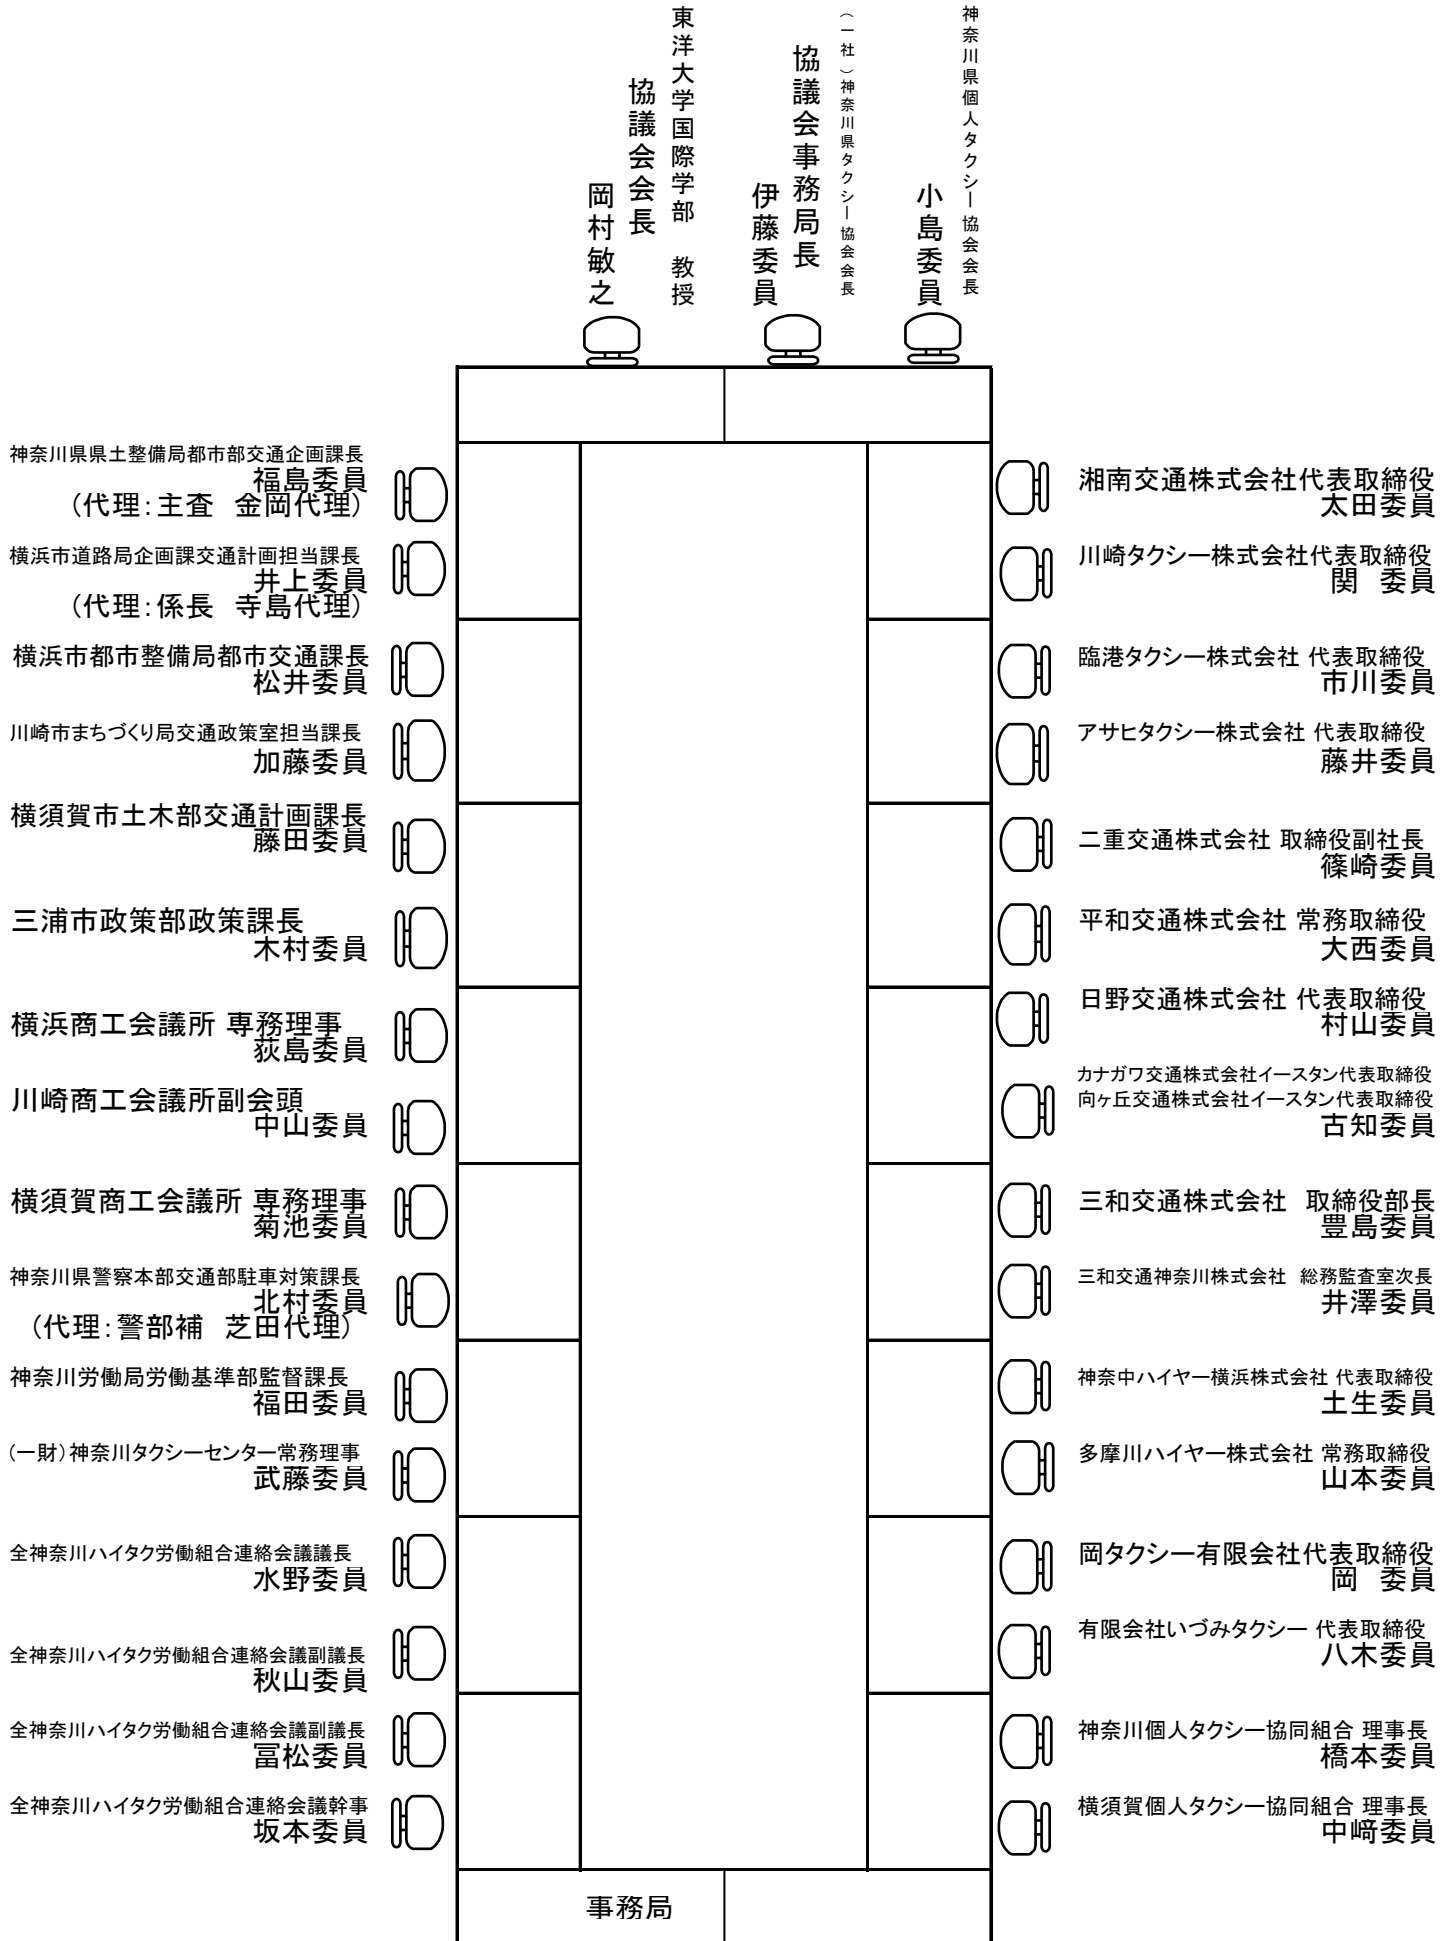 東洋大学国際学部　教授
協議会会長
岡村敏之
（一社）神奈川県タクシー協会会長
協議会事務局長
伊藤委員
神奈川県個人タクシー協会会長
小島委員
神奈川県県土整備局都市部交通企画課長
福島委員
（代理：主査　金岡代理）
横浜市道路局企画課交通計画担当課長
井上委員
（代理：係長　寺島代理）
横浜市都市整備局都市交通課長
松井委員
川崎市まちづくり局交通政策室担当課長
加藤委員
横須賀市土木部交通計画課長
藤田委員
三浦市政策部政策課長
木村委員
横浜商工会議所 専務理事
荻島委員
川崎商工会議所副会頭
中山委員
横須賀商工会議所 専務理事
菊池委員
神奈川県警察本部交通部駐車対策課長
北村委員
（代理：警部補　芝田代理）
神奈川労働局労働基準部監督課長
福田委員
（一財）神奈川タクシーセンター常務理事
武藤委員
全神奈川ハイタク労働組合連絡会議議長
水野委員
全神奈川ハイタク労働組合連絡会議副議長
秋山委員
全神奈川ハイタク労働組合連絡会議副議長
冨松委員
全神奈川ハイタク労働組合連絡会議幹事
坂本委員
湘南交通株式会社代表取締役
太田委員
川崎タクシー株式会社代表取締役
関　委員
臨港タクシー株式会社 代表取締役
市川委員
アサヒタクシー株式会社 代表取締役
藤井委員
二重交通株式会社 取締役副社長
篠崎委員
平和交通株式会社 常務取締役
大西委員
日野交通株式会社 代表取締役
村山委員
カナガワ交通株式会社イースタン代表取締役
向ヶ丘交通株式会社イースタン代表取締役
古知委員
三和交通株式会社　取締役部長
豊島委員
三和交通神奈川株式会社　総務監査室次長
井澤委員
神奈中ハイヤー横浜株式会社 代表取締役
土生委員
多摩川ハイヤー株式会社 常務取締役
山本委員
岡タクシー有限会社代表取締役
岡　委員
有限会社いづみタクシー 代表取締役
八木委員
神奈川個人タクシー協同組合 理事長
橋本委員
横須賀個人タクシー協同組合 理事長
中﨑委員
事務局